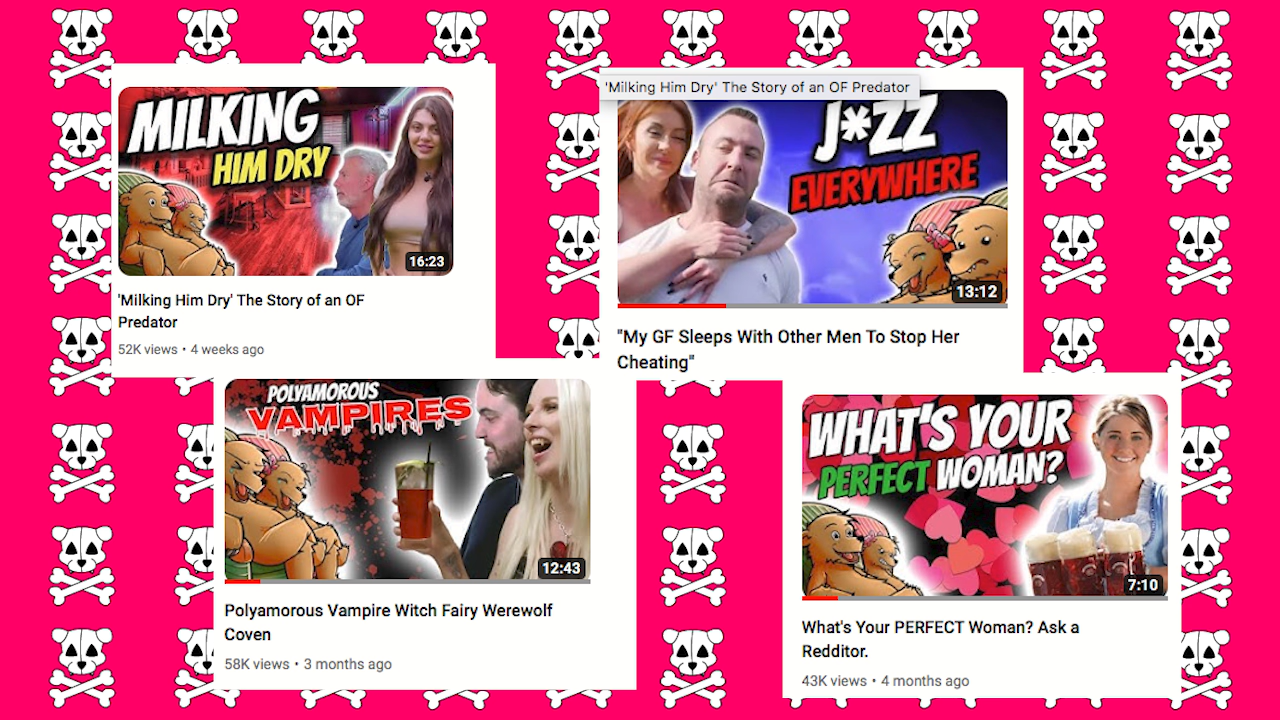 MILKING
HIM DRY
16:23
'Milking Him Dry' The Story of an OF
Predator
52K views • 4 weeks ago
'Milking Him Dry' The Story of an OF Predator
J*ZZ
EVERYWHERE
13:12
"My GF Sleeps With Other Men To Stop Her
Cheating"
POLYAMOROUS
VAMPIRES
12:43
Polyamorous Vampire Witch Fairy Werewolf
Coven
58K views • 3 months ago
WHAT'S YOUR
PERFECT WOMAN?
7:10
What's Your PERFECT Woman? Ask a
Redditor.
43K views • 4 months ago